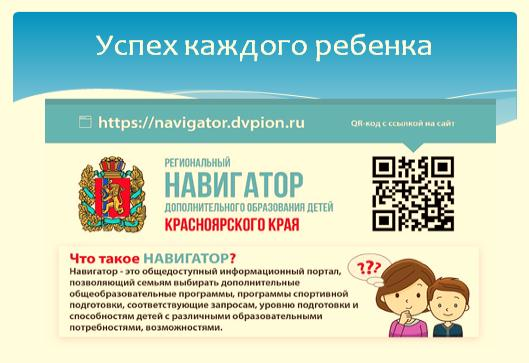 Успех каждого ребенка
https://navigator.dvpion.ru
QR-код с ссылкой на сайт
РЕГИОНАЛЬНЫЙ
НАВИГАТОР
ДОПОЛНИТЕЛЬНОГО ОБРАЗОВАНИЯ ДЕТЕЙ
КРАСНОЯРСКОГО КРАЯ
Что такое НАВИГАТОР?
Навигатор - это общедоступный информационный портал,
позволяющий семьям выбирать дополнительные
общеобразовательные программы, программы спортивной
подготовки, соответствующие запросам, уровню подготовки и
способностям детей с различными образовательными
потребностями, возможностями.
???